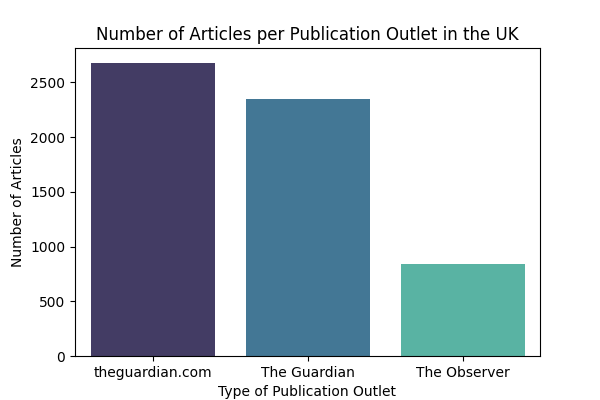 Number of Articles per Publication Outlet in the UK
Number of Articles
2500
2000
1500
1000
500
0
theguardian.com
The Guardian
The Observer
Type of Publication Outlet